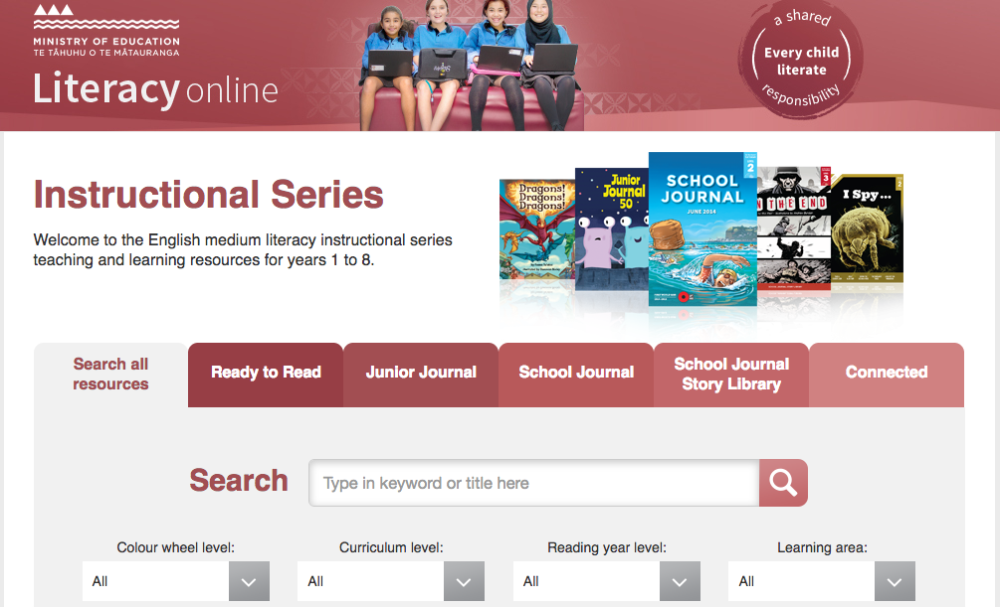 MINISTRY OF EDUCATION
TE TĀHUHU O TE MĀTAURANGA
Literacy online
a shared
Every child
literate
responsibility
Instructional Series
Welcome to the English medium literacy instructional series
teaching and learning resources for years 1 to 8.
Dragons!
Dragons!
Dragons!
Junior
Journal
50
SCHOOL
JOURNAL
JUNE 2014
2
N THE END
3
I Spy...
2
Search all
resources
Ready to Read
Junior Journal
School Journal
School Journal
Story Library
Connected
Search
Type in keyword or title here
Colour wheel level:
Curriculum level:
Reading year level:
Learning area:
All
All
All
All